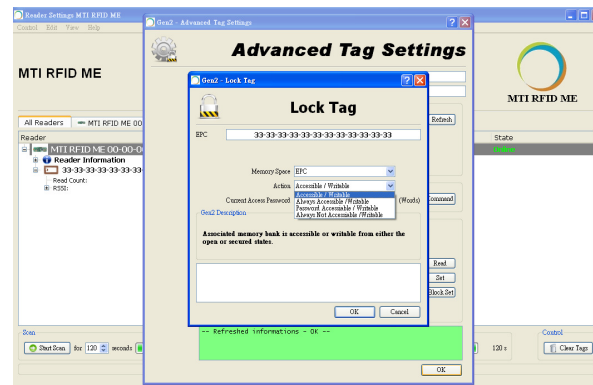 Reader Settings MTI RFID ME
Control Edit View Help
MTI RFID ME
All Readers
MTI RFID ME 00
Reader
MTI RFID ME 00-00-0
Reader Information
33-33-33-33-33-33
Read Count:
RSSI:
Scan
Start Scan for 120 seconds
Gen2 - Advanced Tag Settings
Advanced Tag Settings
Refresh
Command
Read
Set
Block Set
-- Refreshed informations - OK --
OK
Gen2 - Lock Tag
Lock Tag
EPC 33-33-33-33-33-33-33-33-33-33-33-33
Memory Space EPC
Action Accessible / Writable
Accessible / Writable
Always Accessible /Writable
Password Accessiable / Writable
Always Not Accessiable /Writable
Current Access Password (Words)
Gen2 Description
Associated memory bank is accessible or writable from either the
open or secured states.
OK Cancel
MTI RFID ME
State
Online
120 s
Control
Clear Tags